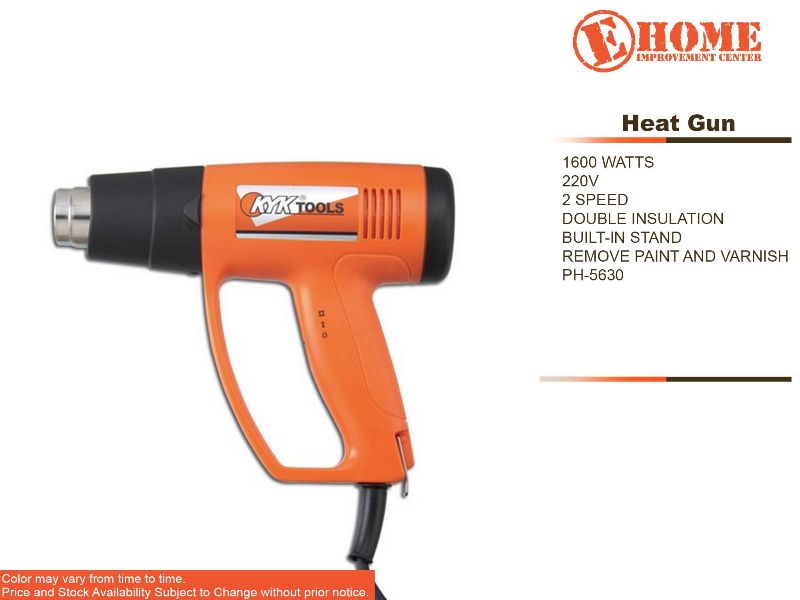 E HOME
IMPROVEMENT CENTER
Heat Gun
1600 WATTS
220V
2 SPEED
DOUBLE INSULATION
BUILT-IN STAND
REMOVE PAINT AND VARNISH
PH-5630
KYK® TOOLS
I
O
Color may vary from time to time.
Price and Stock Availability Subject to Change without prior notice.